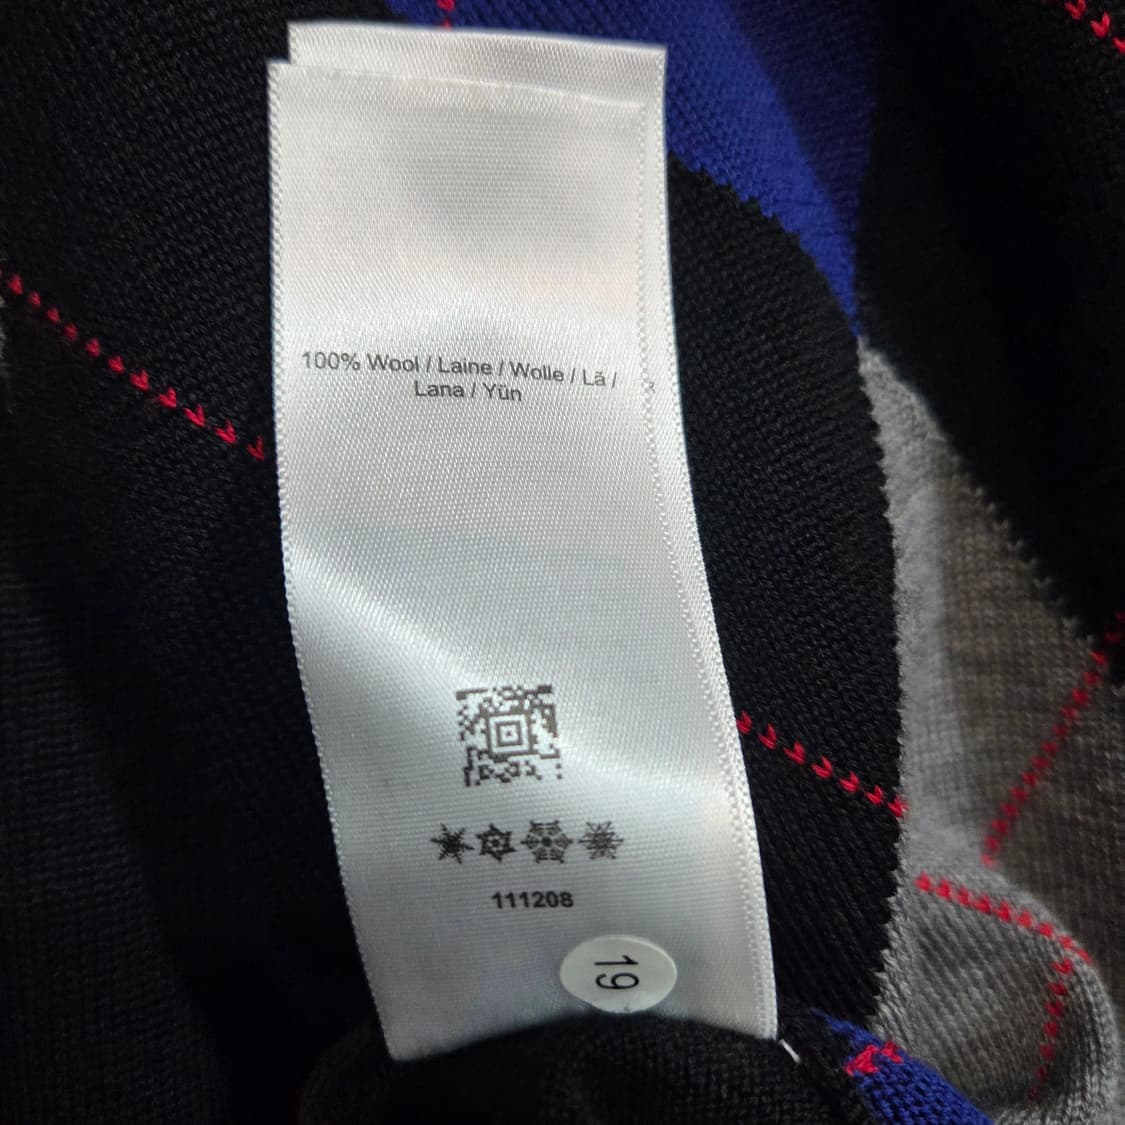 100% Wool / Laine / Wolle / Lã /
Lana / Yün
111208
19